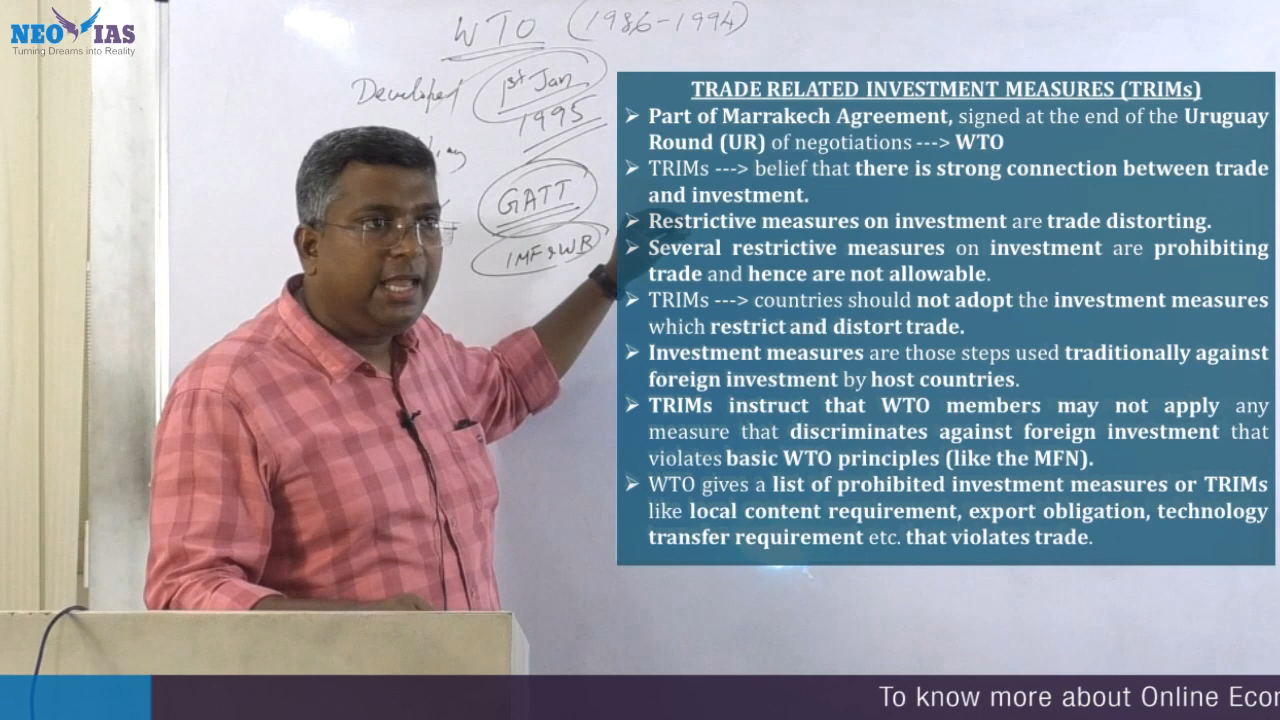 NEO IAS
Turning Dreams into Reality
WTO (1986-1994)
Developed
1st Jan
1995
GATT
IMF & WB
TRADE RELATED INVESTMENT MEASURES (TRIMs)
➢ Part of Marrakech Agreement, signed at the end of the Uruguay
Round (UR) of negotiations ---> WTO
➢ TRIMs ---> belief that there is strong connection between trade
and investment.
➢ Restrictive measures on investment are trade distorting.
➢ Several restrictive measures on investment are prohibiting
trade and hence are not allowable.
➢ TRIMs ---> countries should not adopt the investment measures
which restrict and distort trade.
➢ Investment measures are those steps used traditionally against
foreign investment by host countries.
➢ TRIMs instruct that WTO members may not apply any
measure that discriminates against foreign investment that
violates basic WTO principles (like the MFN).
➢ WTO gives a list of prohibited investment measures or TRIMs
like local content requirement, export obligation, technology
transfer requirement etc. that violates trade.
To know more about Online Econ